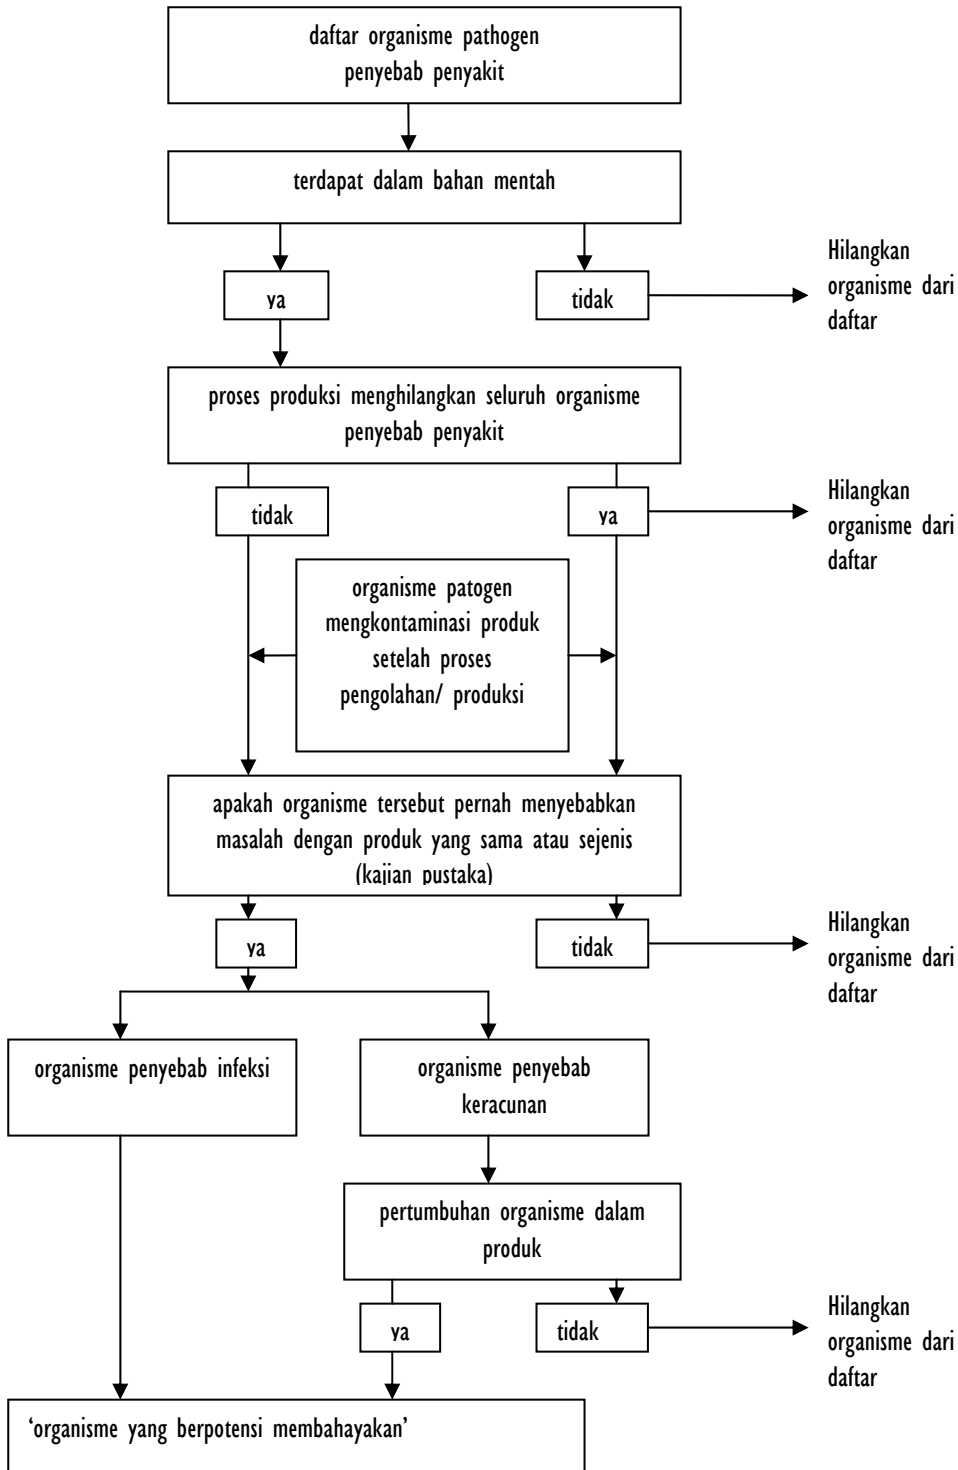 daftar organisme pathogen
penyebab penyakit
terdapat dalam bahan mentah
ya
tidak
Hilangkan
organisme dari
daftar
proses produksi menghilangkan seluruh organisme
penyebab penyakit
tidak
ya
Hilangkan
organisme dari
daftar
organisme patogen
mengkontaminasi produk
setelah proses
pengolahan/ produksi
apakah organisme tersebut pernah menyebabkan
masalah dengan produk yang sama atau sejenis
(kajian pustaka)
ya
tidak
Hilangkan
organisme dari
daftar
organisme penyebab infeksi
organisme penyebab
keracunan
pertumbuhan organisme dalam
produk
ya
tidak
Hilangkan
organisme dari
daftar
‘organisme yang berpotensi membahayakan’